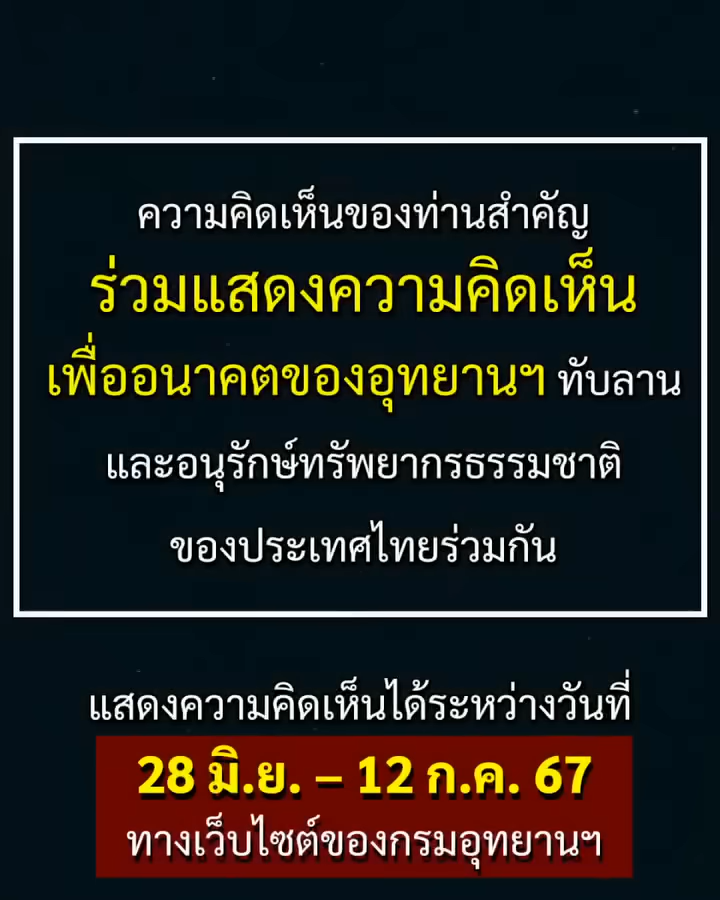 ความคิดเห็นของท่านสำคัญ
ร่วมแสดงความคิดเห็น
เพื่ออนาคตของอุทยานฯ ทับลาน
และอนุรักษ์ทรัพยากรธรรมชาติ
ของประเทศไทยร่วมกัน
แสดงความคิดเห็นได้ระหว่างวันที่
28 มิ.ย. – 12 ก.ค. 67
ทางเว็บไซต์ของกรมอุทยานฯ